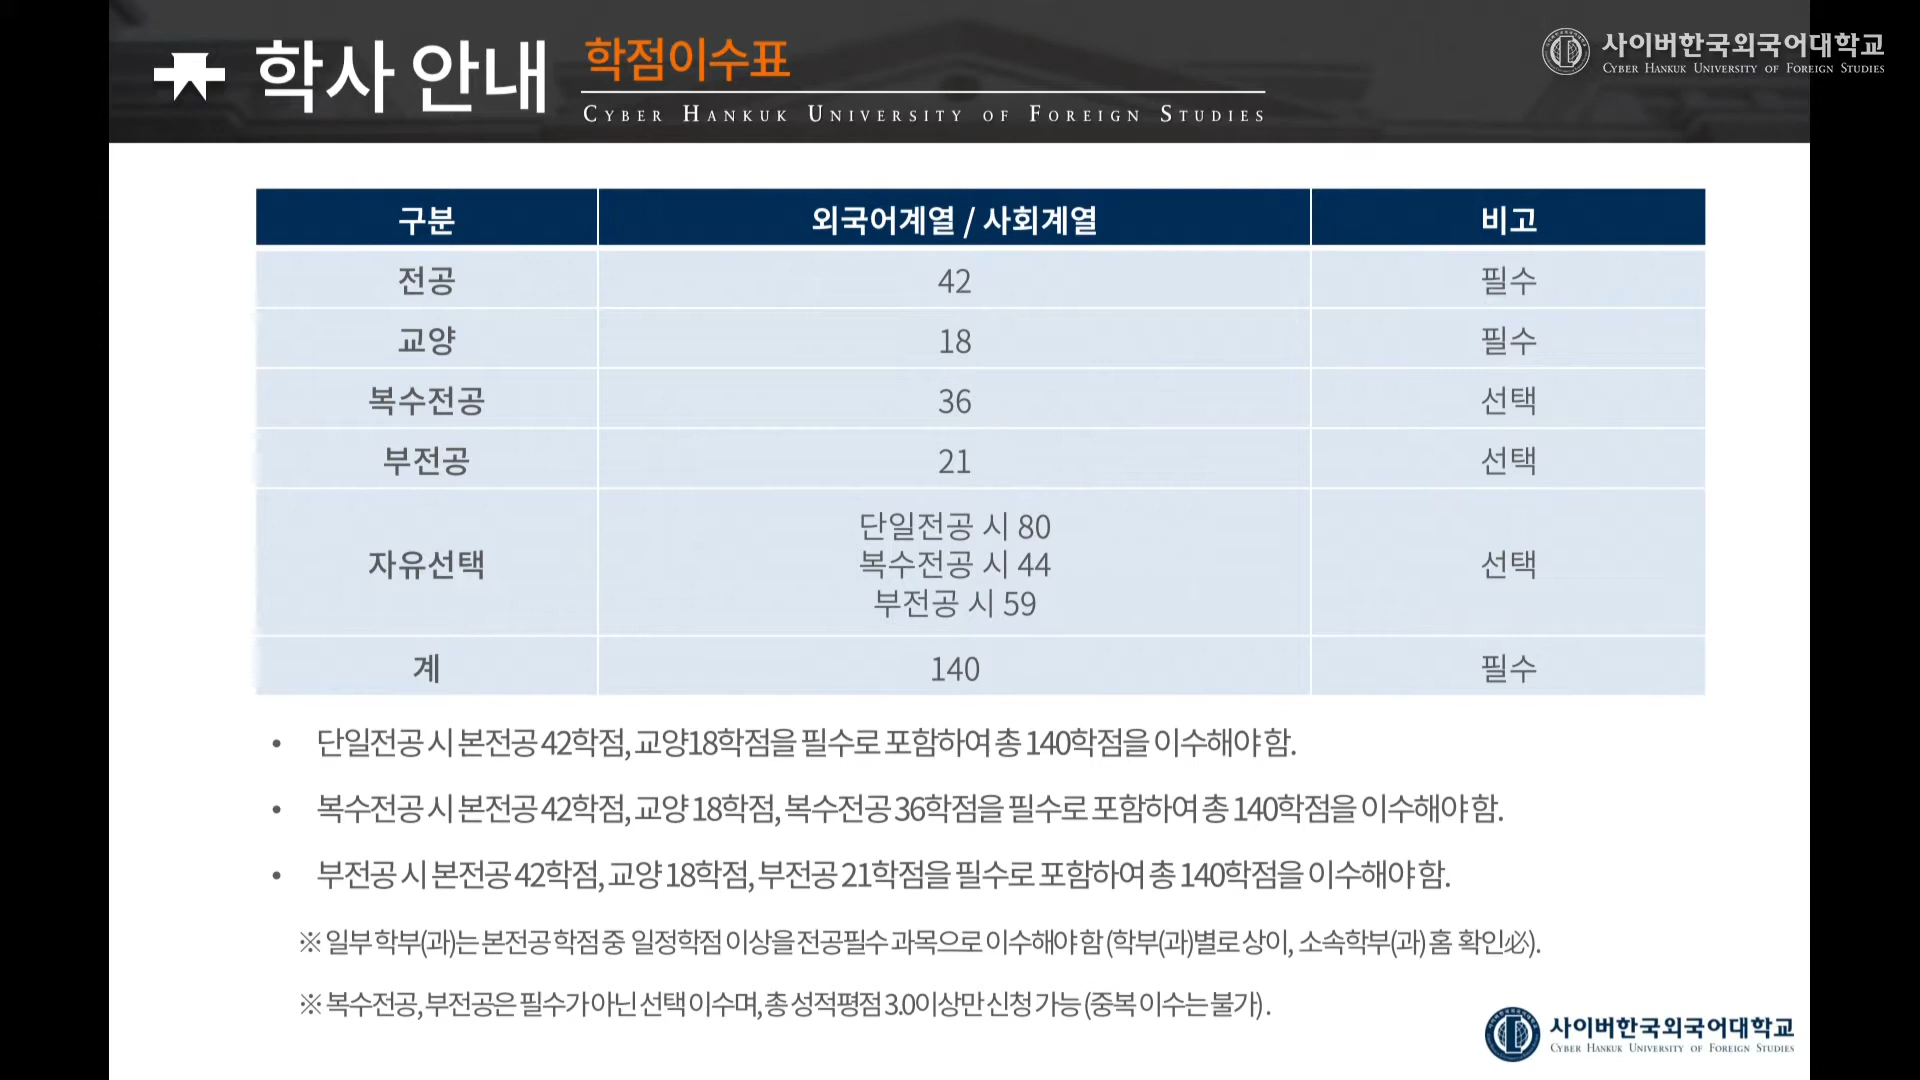 학사 안내 학점이수표
CYBER HANKUK UNIVERSITY OF FOREIGN STUDIES
사이버한국외국어대학교
CYBER HANKUK UNIVERSITY OF FOREIGN STUDIES
구분 외국어계열 / 사회계열 비고
전공 42 필수
교양 18 필수
복수전공 36 선택
부전공 21 선택
자유선택 단일전공 시 80 선택
복수전공 시 44
부전공 시 59
계 140 필수
• 단일전공 시 본전공 42학점, 교양18학점을 필수로 포함하여 총 140학점을 이수해야 함.
• 복수전공 시 본전공 42학점, 교양 18학점, 복수전공 36학점을 필수로 포함하여 총 140학점을 이수해야 함.
• 부전공 시 본전공 42학점, 교양 18학점, 부전공 21학점을 필수로 포함하여 총 140학점을 이수해야 함.
※ 일부 학부(과)는 본전공 학점 중 일정학점 이상을 전공필수 과목으로 이수해야 함 (학부(과)별로 상이, 소속학부(과) 홈 확인必).
※ 복수전공, 부전공은 필수가 아닌 선택 이수며, 총 성적평점 3.0이상만 신청 가능 (중복 이수는 불가).
사이버한국외국어대학교
CYBER HANKUK UNIVERSITY OF FOREIGN STUDIES